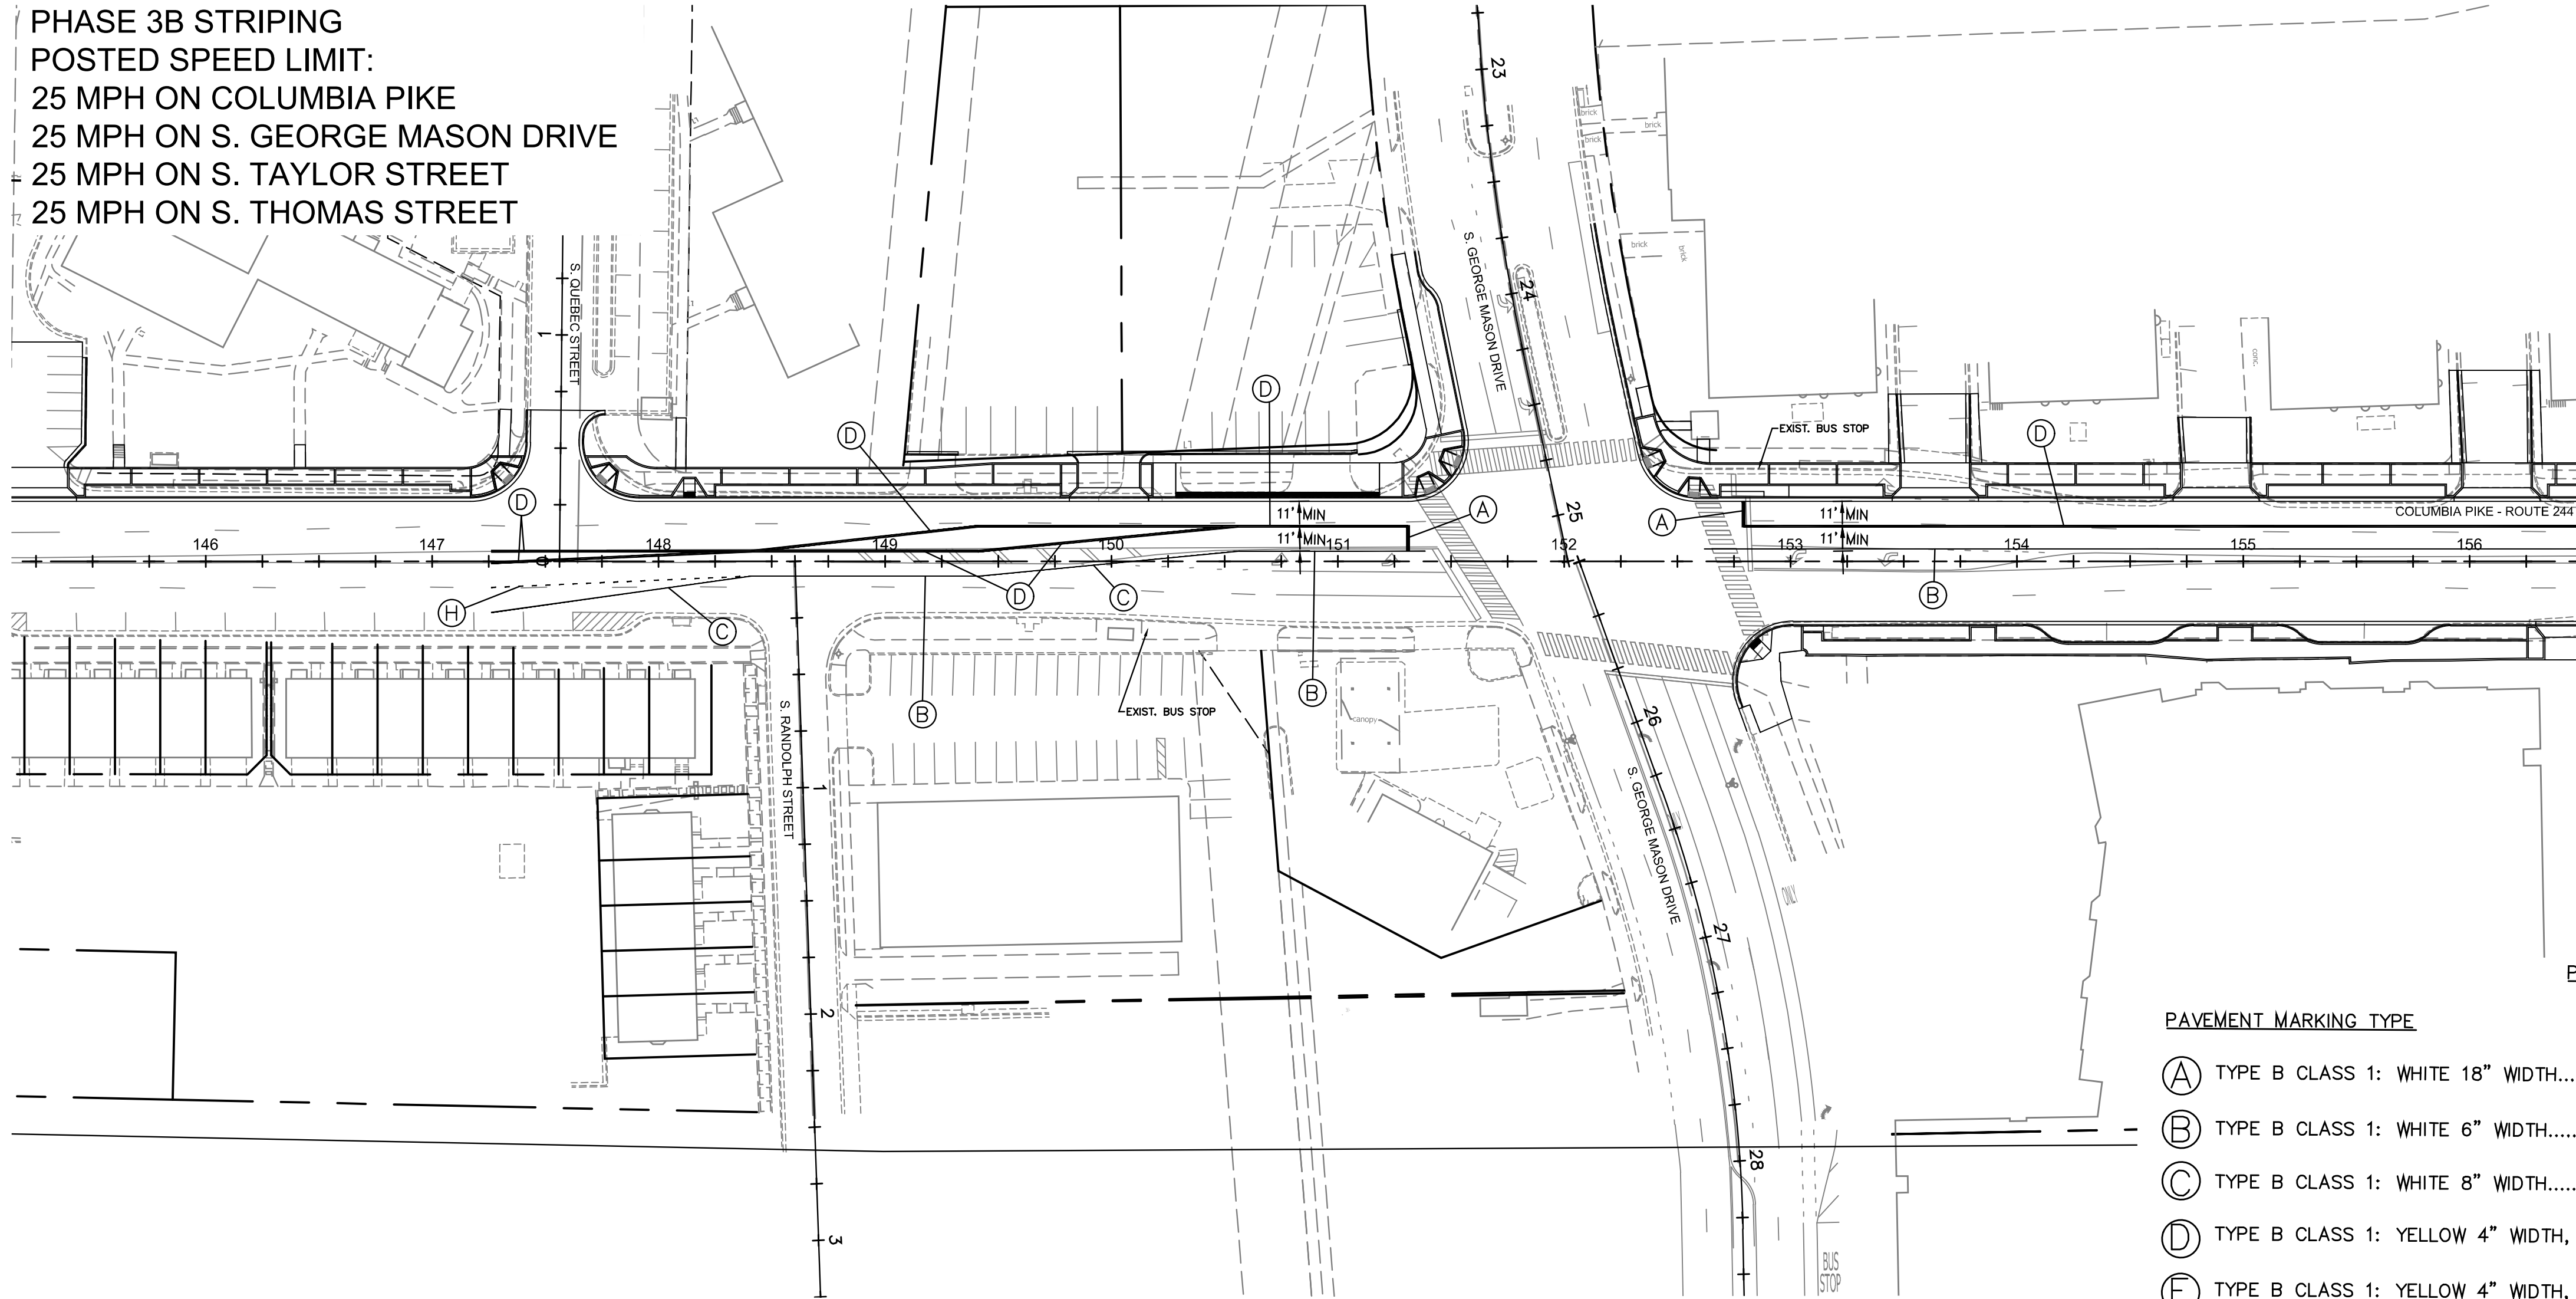 PHASE 3B STRIPING
POSTED SPEED LIMIT:
25 MPH ON COLUMBIA PIKE
25 MPH ON S. GEORGE MASON DRIVE
25 MPH ON S. TAYLOR STREET
25 MPH ON S. THOMAS STREET
23
brick
brick
brick
brick
brick
S. QUEBEC STREET
1
S. GEORGE MASON DRIVE
24
conc.
D
D
EXIST. BUS STOP
D
D
A
A
11' MIN
11' MIN
25
COLUMBIA PIKE - ROUTE 244
146
147
148
149
150
151
152
153
154
155
156
11' MIN
11' MIN
H
C
D
C
B
B
B
EXIST. BUS STOP
canopy
S. RANDOLPH STREET
1
2
3
26
S. GEORGE MASON DRIVE
27
ONLY
28
BUS
STOP
P
PAVEMENT MARKING TYPE
A TYPE B CLASS 1: WHITE 18" WIDTH...
B TYPE B CLASS 1: WHITE 6" WIDTH.....
C TYPE B CLASS 1: WHITE 8" WIDTH.....
D TYPE B CLASS 1: YELLOW 4" WIDTH,
TYPE B CLASS 1: YELLOW 4" WIDTH,